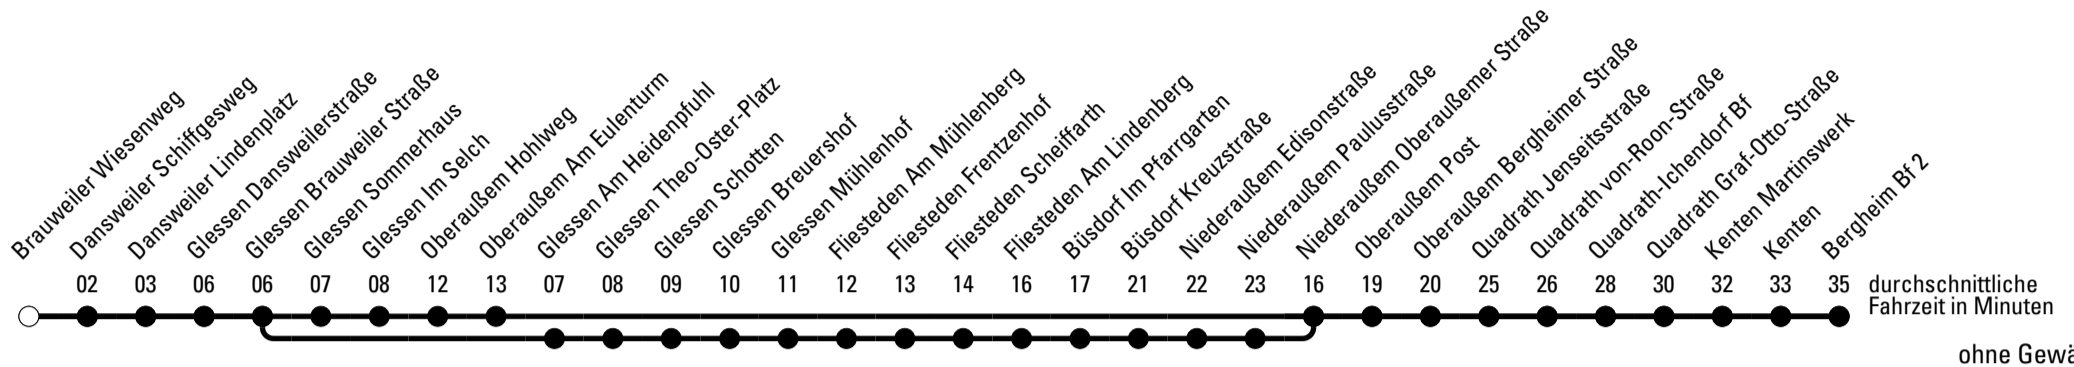 Brauweiler Wiesenweg
Dansweiler Schiffgesweg
Dansweiler Lindenplatz
Glessen Dansweilerstraße
Glessen Brauweiler Straße
Glessen Sommerhaus
Glessen Im Selch
Oberaußem Hohlweg
Oberaußem Am Eulenturm
Glessen Am Heidenpfuhl
Glessen Theo-Oster-Platz
Glessen Schotten
Glessen Breuershof
Glessen Mühlenhof
Fliesteden Am Mühlenberg
Fliesteden Frentzenhof
Fliesteden Scheiffarth
Fliesteden Am Lindenberg
Büsdorf Im Pfarrgarten
Büsdorf Kreuzstraße
Niederaußem Edisonstraße
Niederaußem Paulusstraße
Niederaußem Oberaußemer Straße
Oberaußem Post
Oberaußem Bergheimer Straße
Quadrath Jenseitsstraße
Quadrath von-Roon-Straße
Quadrath-Ichendorf Bf
Quadrath Graf-Otto-Straße
Kenten Martinswerk
Kenten
Bergheim Bf 2
02 03 06 06 07 08 12 13 07 08 09 10 11 12 13 14 16 17 21 22 23 16 19 20 25 26 28 30 32 33 35 durchschnittliche
Fahrzeit in Minuten
ohne Gewä